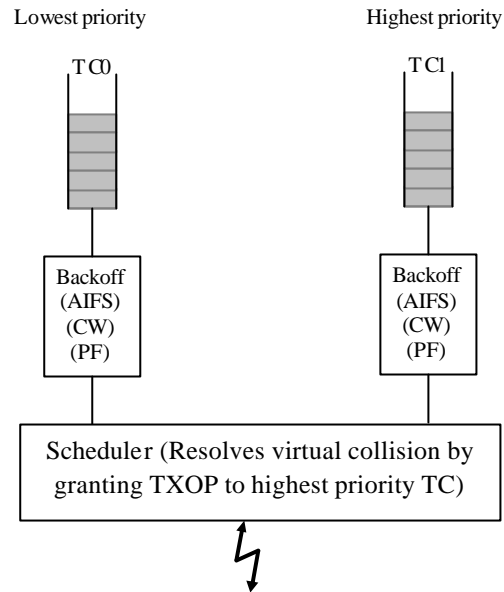 Lowest priority
Highest priority
TC0
TC1
Backoff
(AIFS)
(CW)
(PF)
Backoff
(AIFS)
(CW)
(PF)
Scheduler (Resolves virtual collision by
granting TXOP to highest priority TC)